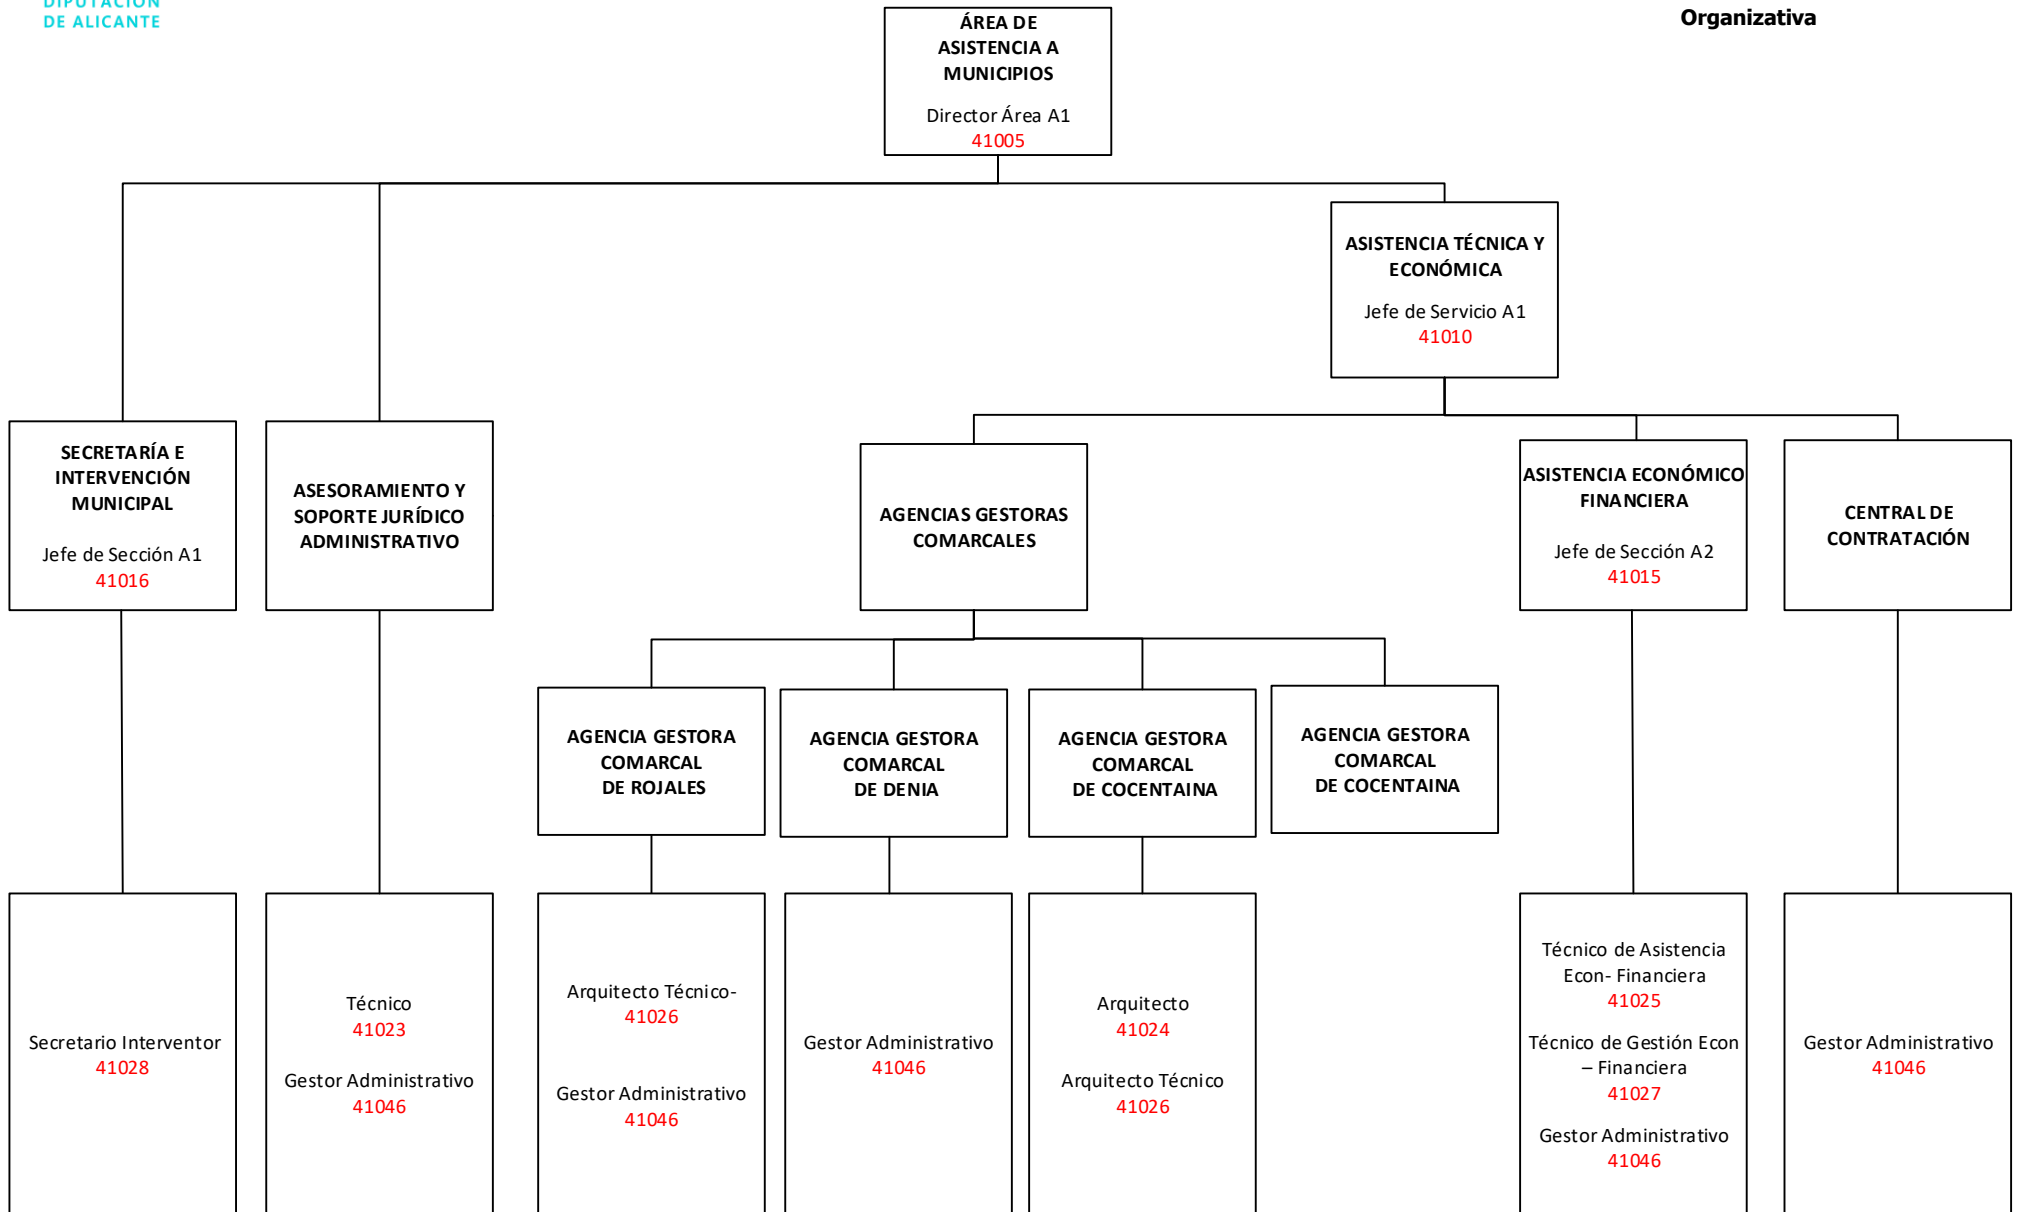 DIPUTACIÓN
DE ALICANTE
Organizativa
ÁREA DE
ASISTENCIA A
MUNICIPIOS
Director Área A1
41005
ASISTENCIA TÉCNICA Y
ECONÓMICA
Jefe de Servicio A1
41010
SECRETARÍA E
INTERVENCIÓN
MUNICIPAL
Jefe de Sección A1
41016
ASESORAMIENTO Y
SOPORTE JURÍDICO
ADMINISTRATIVO
AGENCIAS GESTORAS
COMARCALES
ASISTENCIA ECONÓMICO
FINANCIERA
Jefe de Sección A2
41015
CENTRAL DE
CONTRATACIÓN
AGENCIA GESTORA
COMARCAL
DE ROJALES
AGENCIA GESTORA
COMARCAL
DE DENIA
AGENCIA GESTORA
COMARCAL
DE COCENTAINA
AGENCIA GESTORA
COMARCAL
DE COCENTAINA
Secretario Interventor
41028
Técnico
41023
Gestor Administrativo
41046
Arquitecto Técnico-
41026
Gestor Administrativo
41046
Gestor Administrativo
41046
Arquitecto
41024
Arquitecto Técnico
41026
Técnico de Asistencia
Econ- Financiera
41025
Técnico de Gestión Econ
– Financiera
41027
Gestor Administrativo
41046
Gestor Administrativo
41046